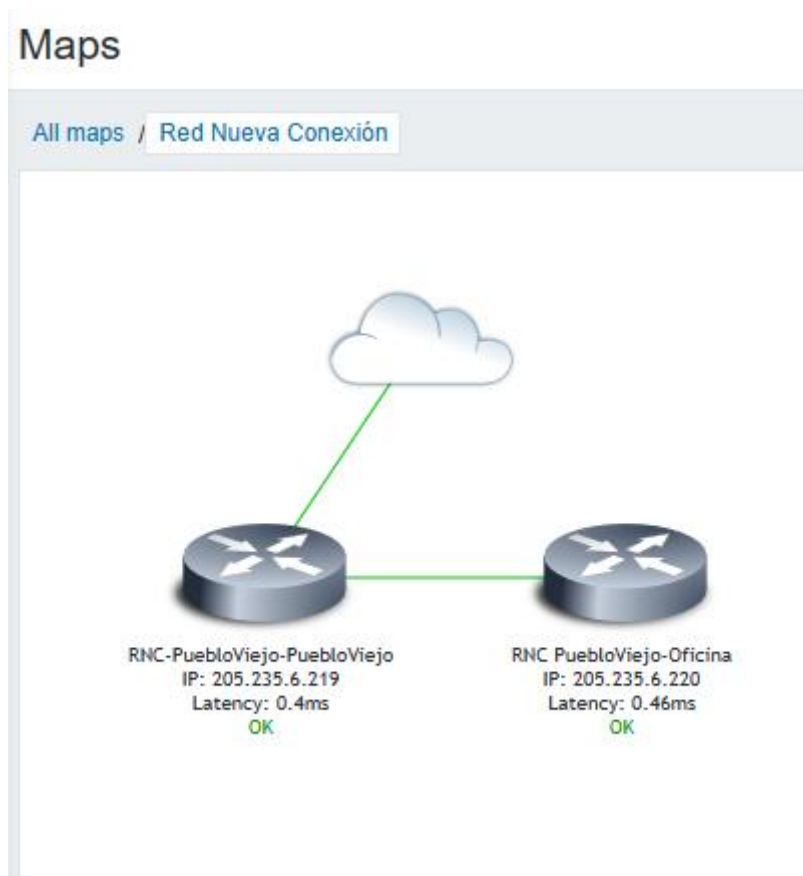 Maps
All maps / Red Nueva Conexión
RNC-PuebloViejo-PuebloViejo
IP: 205.235.6.219
Latency: 0.4ms
OK
RNC PuebloViejo-Oficina
IP: 205.235.6.220
Latency: 0.46ms
OK